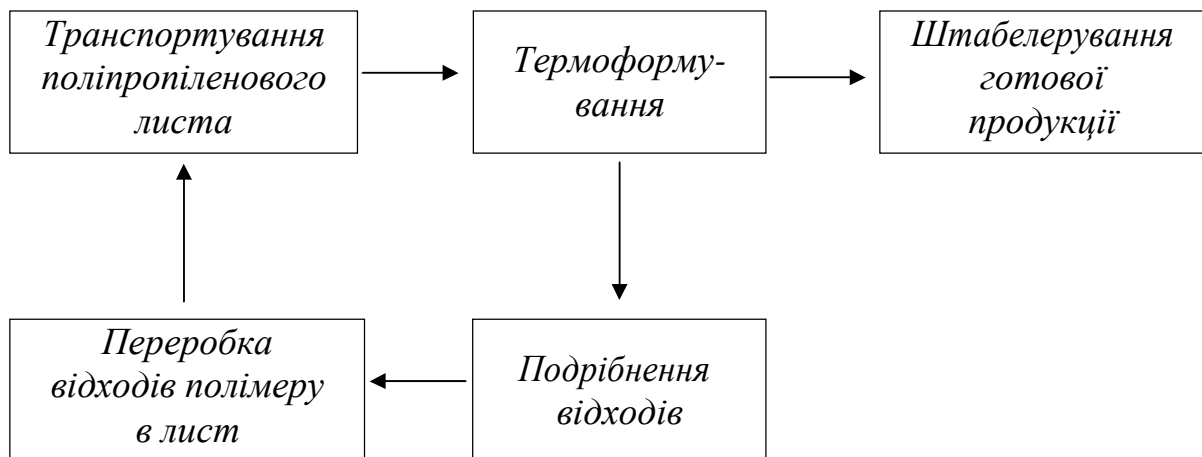 Транспортування
поліпропіленового
листа
Термоформу-
вання
Штабелерування
готової
продукції
Переробка
відходів полімеру
в лист
Подрібнення
відходів